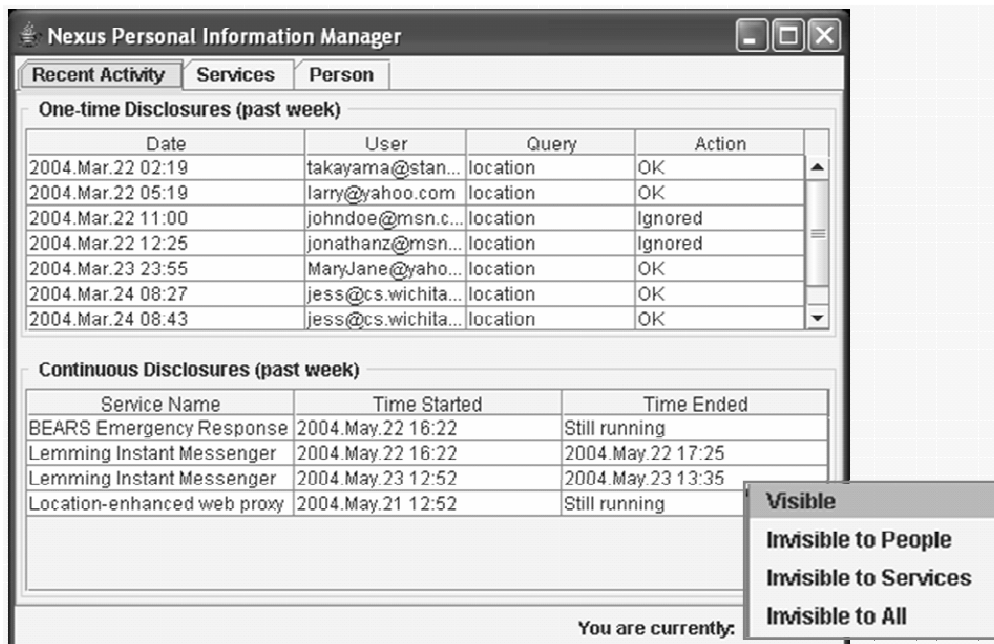 Nexus Personal Information Manager
Recent Activity Services Person
One-time Disclosures (past week)
Date User Query Action
2004.Mar.22 02:19 takayama@stan... location OK
2004.Mar.22 05:19 larry@yahoo.com location OK
2004.Mar.22 11:00 johndoe@msn.c... location Ignored
2004.Mar.22 12:25 jonathanz@msn... location Ignored
2004.Mar.23 23:55 MaryJane@yaho... location OK
2004.Mar.24 08:27 jess@cs.wichita... location OK
2004.Mar.24 08:43 jess@cs.wichita... location OK
Continuous Disclosures (past week)
Service Name Time Started Time Ended
BEARS Emergency Response 2004.May.22 16:22 Still running
Lemming Instant Messenger 2004.May.22 16:22 2004.May.22 17:25
Lemming Instant Messenger 2004.May.23 12:52 2004.May.23 13:35
Location-enhanced web proxy 2004.May.21 12:52 Still running
Visible
Invisible to People
Invisible to Services
Invisible to All
You are currently: